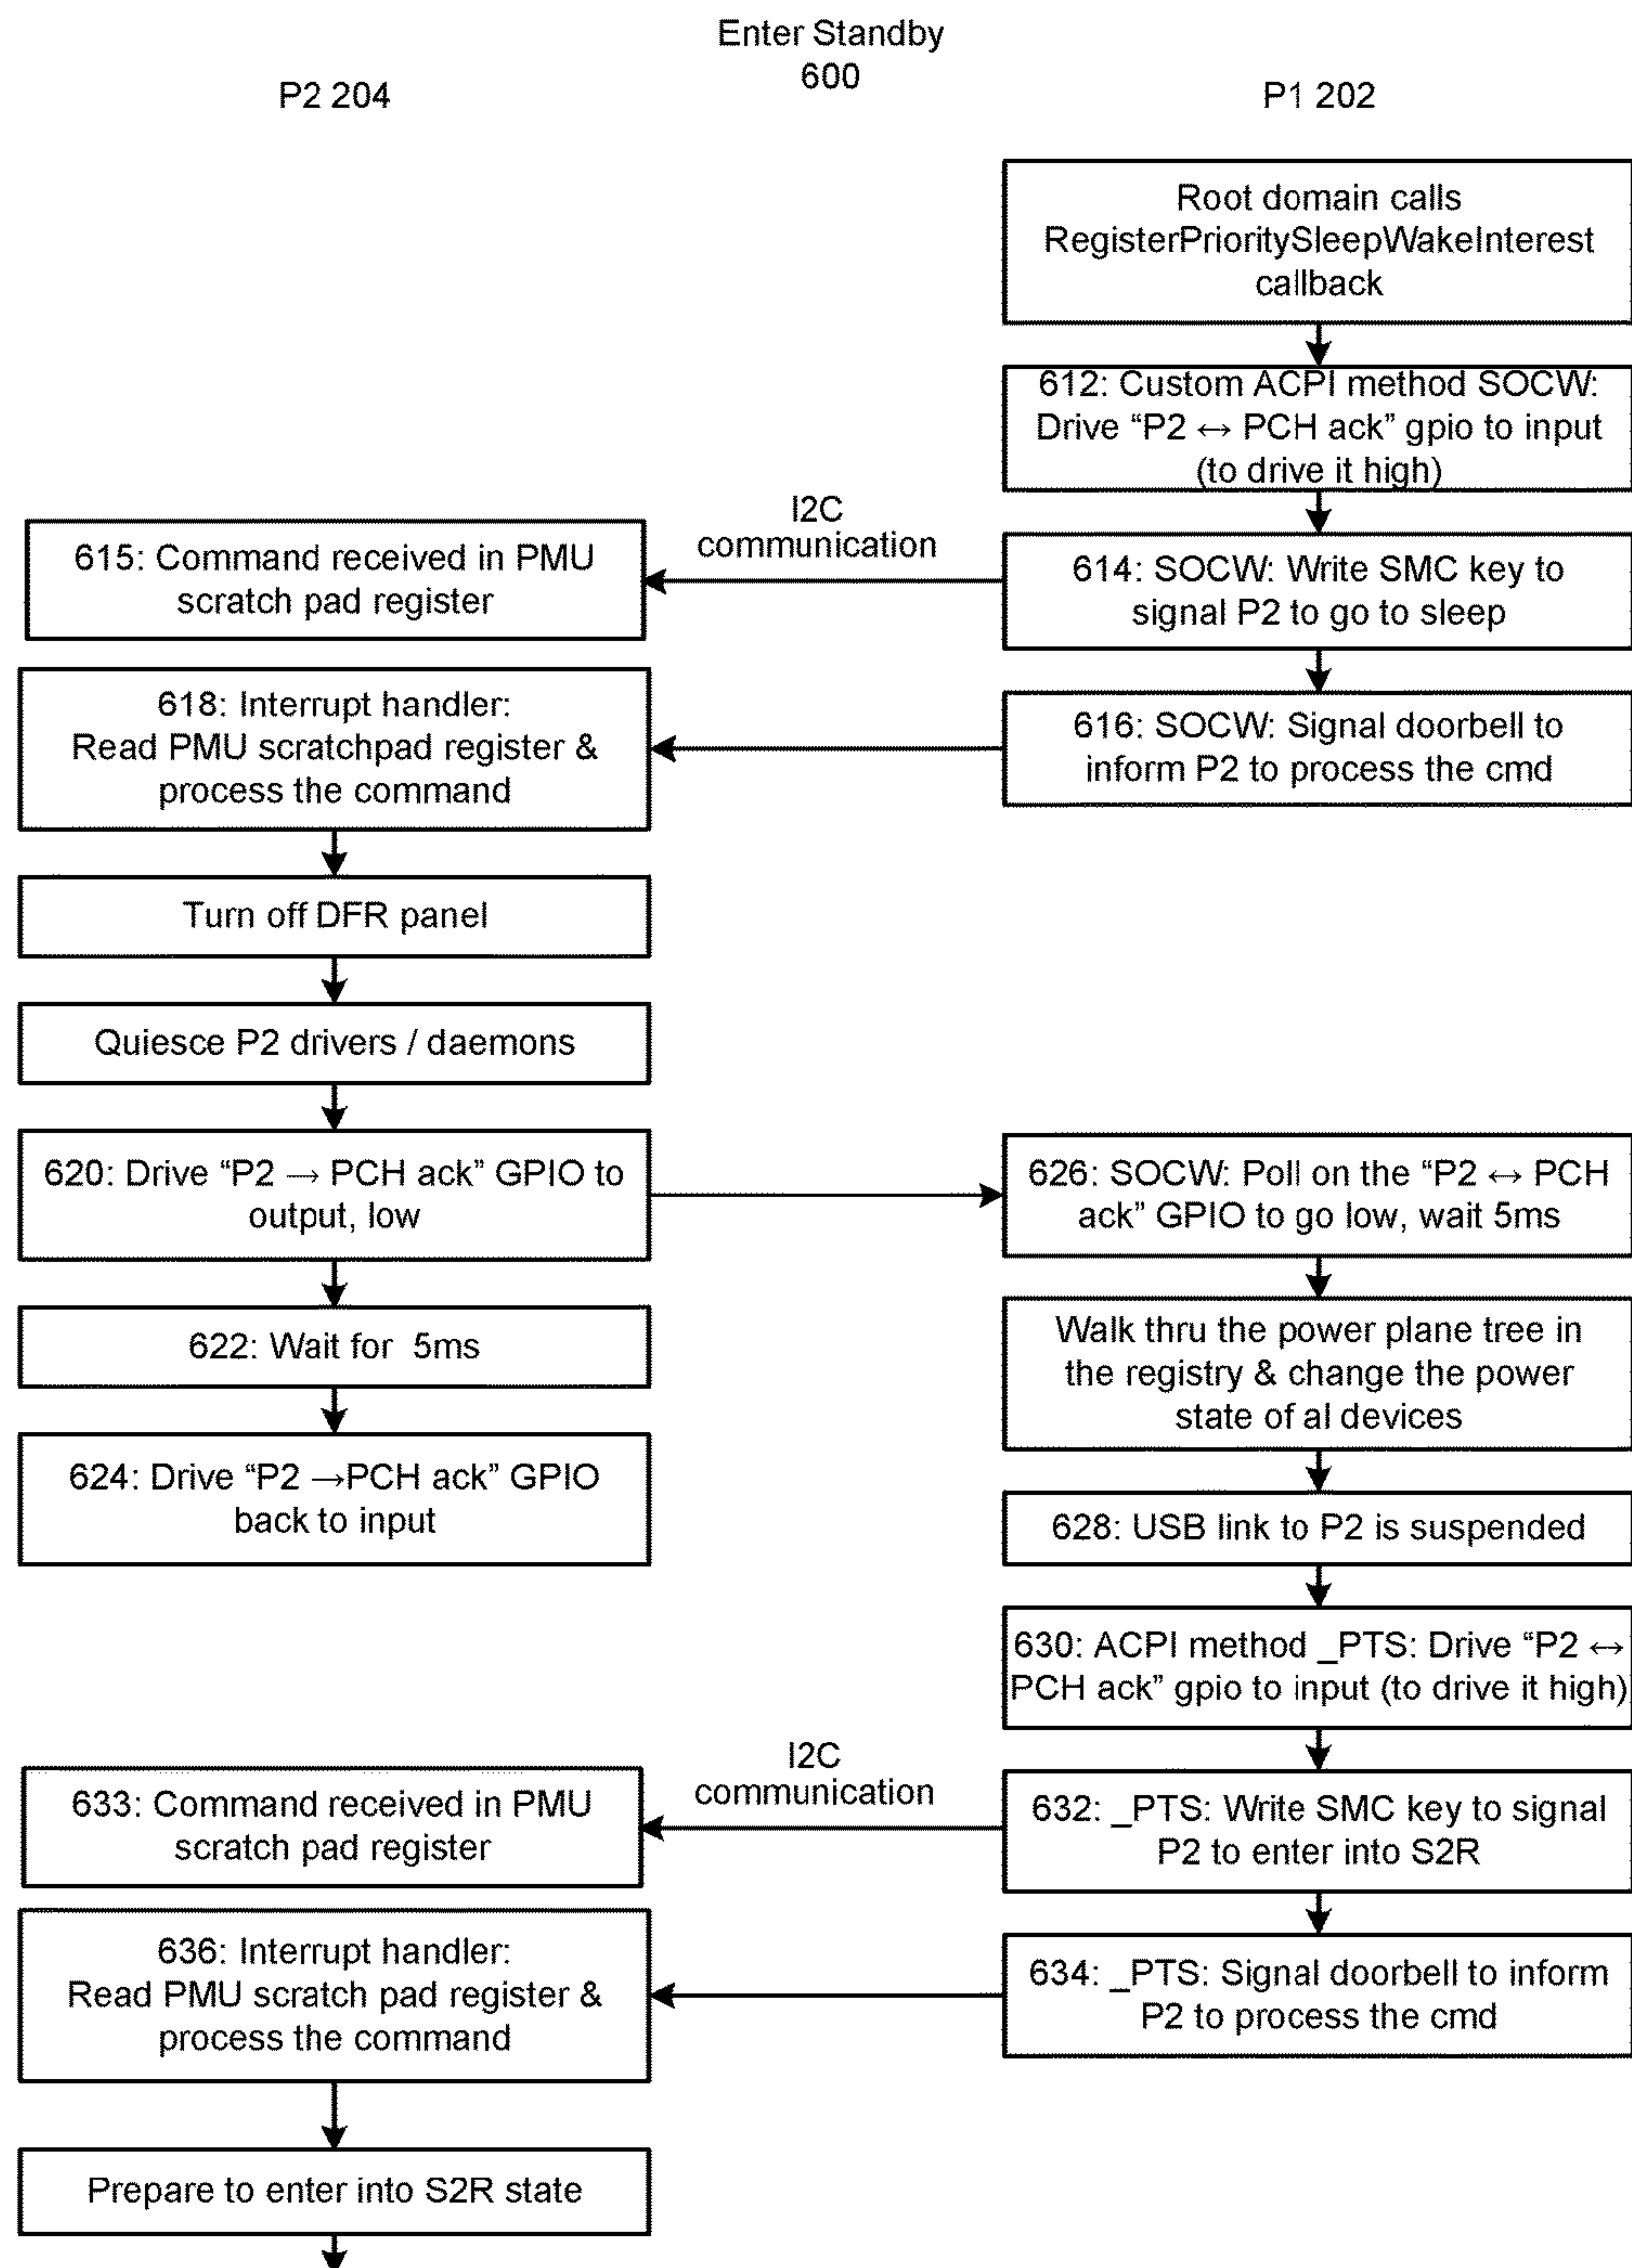 Enter Standby
600
P2 204
P1 202
Root domain calls
RegisterPrioritySleepWakeInterest
callback
612: Custom ACPI method SOCW:
Drive “P2 ↔ PCH ack” gpio to input
(to drive it high)
I2C
communication
615: Command received in PMU
scratch pad register
614: SOCW: Write SMC key to
signal P2 to go to sleep
618: Interrupt handler:
Read PMU scratchpad register &
process the command
616: SOCW: Signal doorbell to
inform P2 to process the cmd
Turn off DFR panel
Quiesce P2 drivers / daemons
620: Drive “P2 → PCH ack” GPIO to
output, low
626: SOCW: Poll on the “P2 ↔ PCH
ack” GPIO to go low, wait 5ms
622: Wait for 5ms
Walk thru the power plane tree in
the registry & change the power
state of al devices
624: Drive “P2 →PCH ack” GPIO
back to input
628: USB link to P2 is suspended
630: ACPI method _PTS: Drive “P2 ↔
PCH ack” gpio to input (to drive it high)
I2C
communication
633: Command received in PMU
scratch pad register
632: _PTS: Write SMC key to signal
P2 to enter into S2R
636: Interrupt handler:
Read PMU scratch pad register &
process the command
634: _PTS: Signal doorbell to inform
P2 to process the cmd
Prepare to enter into S2R state